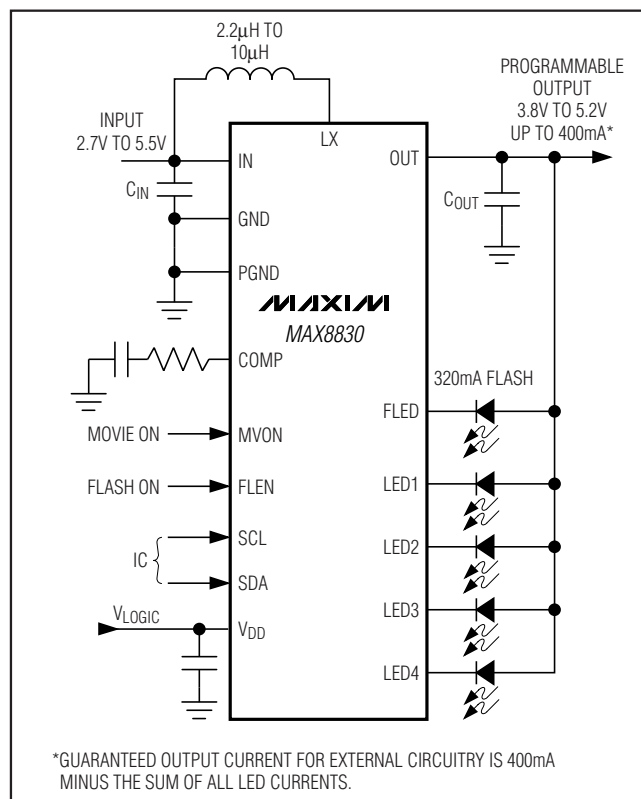 2.2μH TO
10μH
PROGRAMMABLE
OUTPUT
3.8V TO 5.2V
UP TO 400mA*
INPUT
2.7V TO 5.5V
LX
IN
OUT
CIN
COUT
GND
PGND
MAXIM
MAX8830
COMP
320mA FLASH
FLED
MOVIE ON
MVON
FLASH ON
FLEN
LED1
SCL
LED2
IC
SDA
LED3
VLOGIC
VDD
LED4
*GUARANTEED OUTPUT CURRENT FOR EXTERNAL CIRCUITRY IS 400mA
MINUS THE SUM OF ALL LED CURRENTS.